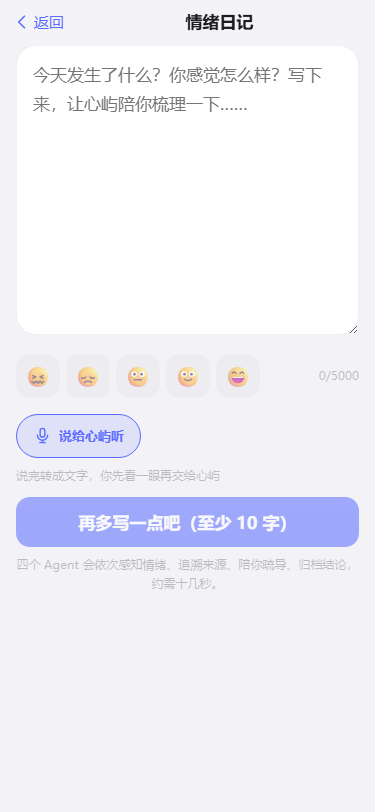 返回
情绪日记
今天发生了什么？你感觉怎么样？写下
来，让心屿陪你梳理一下……
0/5000
说给心屿听
说完转成文字，你先看一眼再交给心屿
再多写一点吧（至少 10 字）
四个 Agent 会依次感知情绪、追溯来源、陪你疏导、归档结论，
约需十几秒。